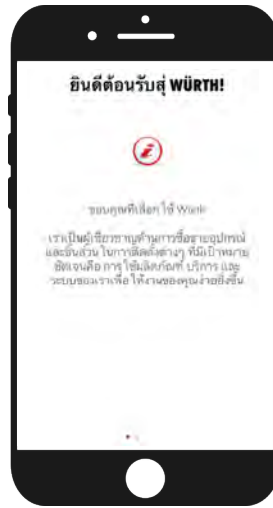 ยินดีต้อนรับสู่ WÜRTH!
ขอบคุณที่เลือกใช้ Würth
เราเป็นผู้เชี่ยวชาญด้านการซื้อขายอุปกรณ์
และชิ้นส่วน ในการติดตั้งต่างๆ ที่มีเป้าหมาย
ชัดเจนคือ การใช้ผลิตภัณฑ์ บริการ และ
ระบบของเราเพื่อให้งานของคุณง่ายยิ่งขึ้น